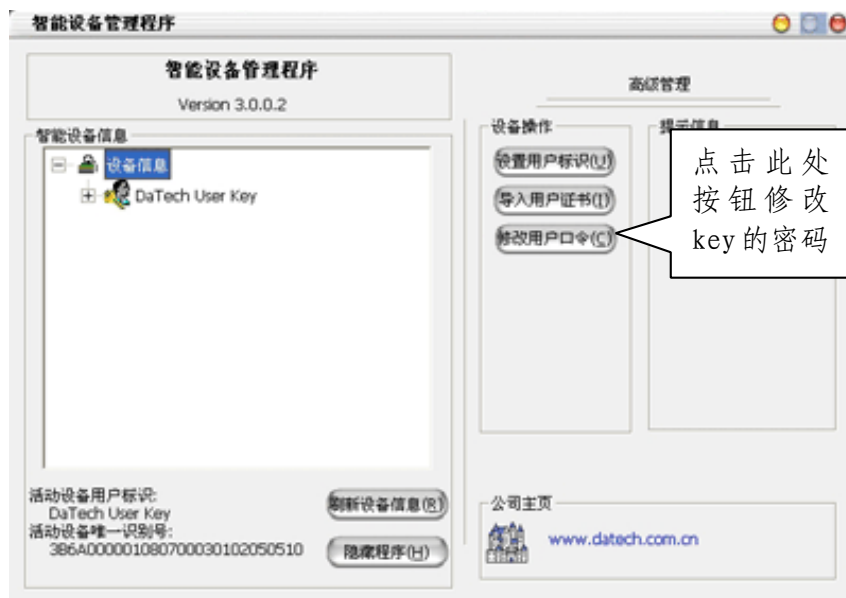 智能设备管理程序
智能设备管理程序
Version 3.0.0.2
智能设备信息
设备信息
DaTech User Key
活动设备用户标识:
DaTech User Key
活动设备唯一识别号:
3B6A000001080700030102050510
刷新设备信息(R)
隐藏程序(H)
高级管理
设备操作
设置用户标识(U)
导入用户证书(I)
修改用户口令(C)
提示信息
点击此处
按钮修改
key的密码
公司主页
www.datech.com.cn